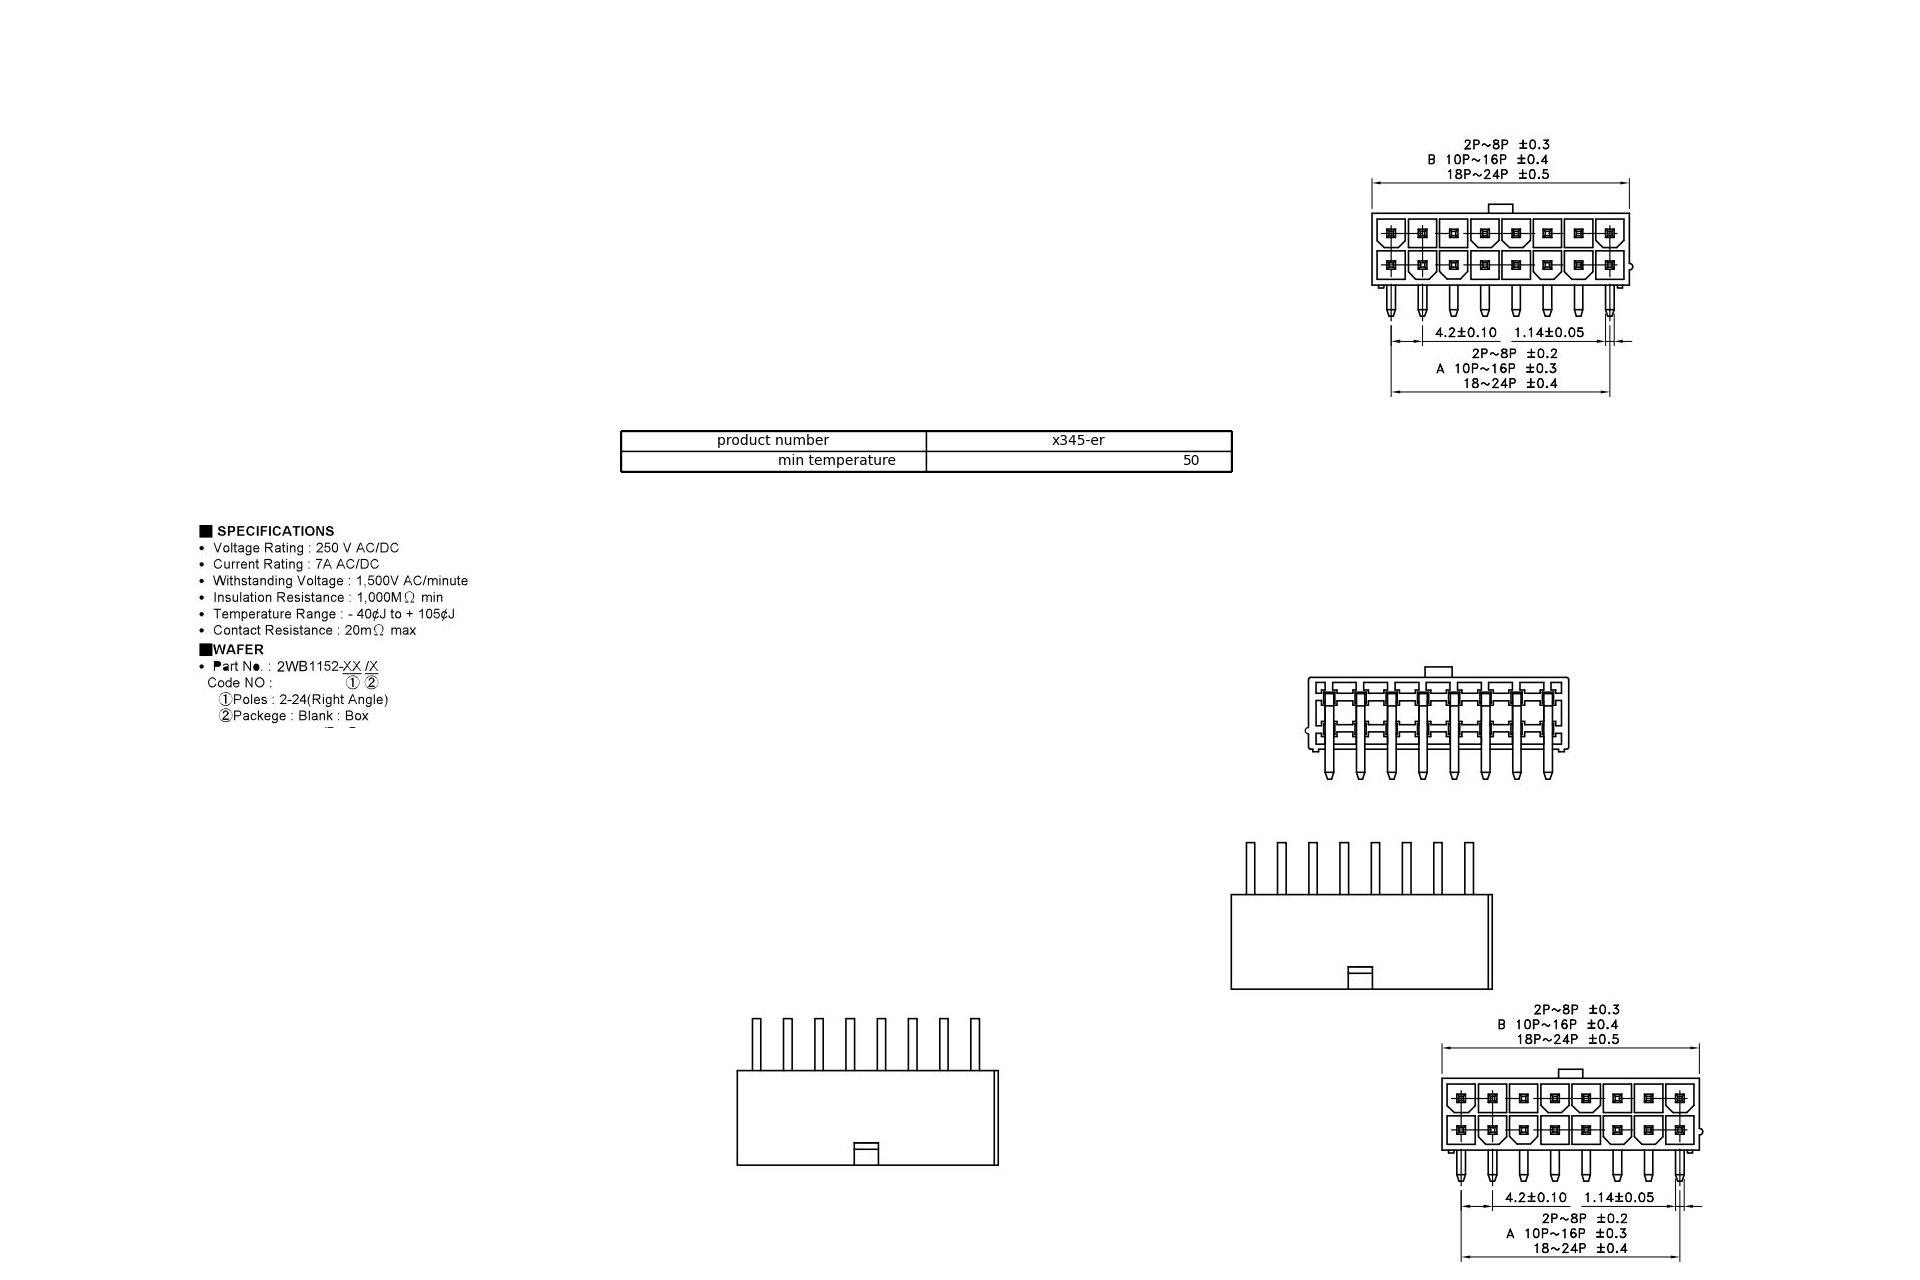 2P~8P ±0.3
B 10P~16P ±0.4
18P~24P ±0.5
4.2±0.10 1.14±0.05
2P~8P ±0.2
A 10P~16P ±0.3
18~24P ±0.4
product number x345-er
min temperature 50
■ SPECIFICATIONS
• Voltage Rating : 250 V AC/DC
• Current Rating : 7A AC/DC
• Withstanding Voltage : 1,500V AC/minute
• Insulation Resistance : 1,000MΩ min
• Temperature Range : - 40¢J to + 105¢J
• Contact Resistance : 20mΩ max
■WAFER
• Part No. : 2WB1152-XX /X
Code NO : ① ②
①Poles : 2-24(Right Angle)
②Packege : Blank : Box
2P~8P ±0.3
B 10P~16P ±0.4
18P~24P ±0.5
4.2±0.10 1.14±0.05
2P~8P ±0.2
A 10P~16P ±0.3
18~24P ±0.4